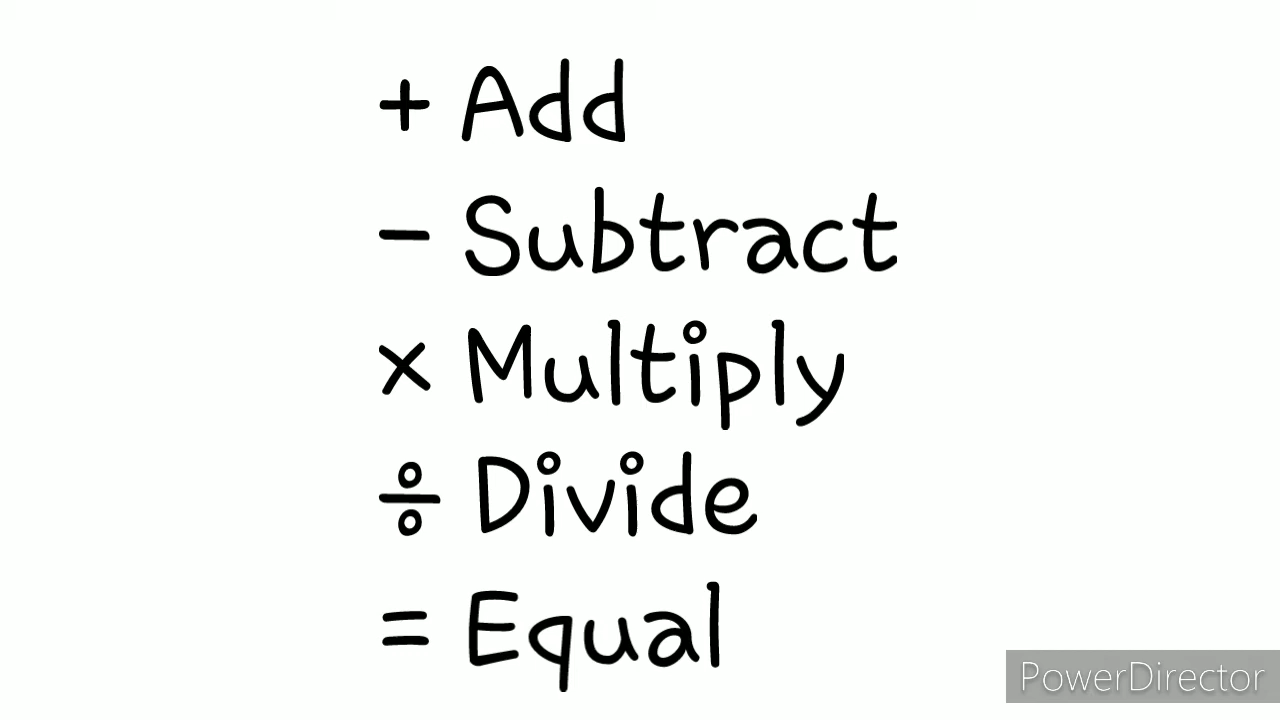 + Add
- Subtract
× Multiply
÷ Divide
= Equal
PowerDirector